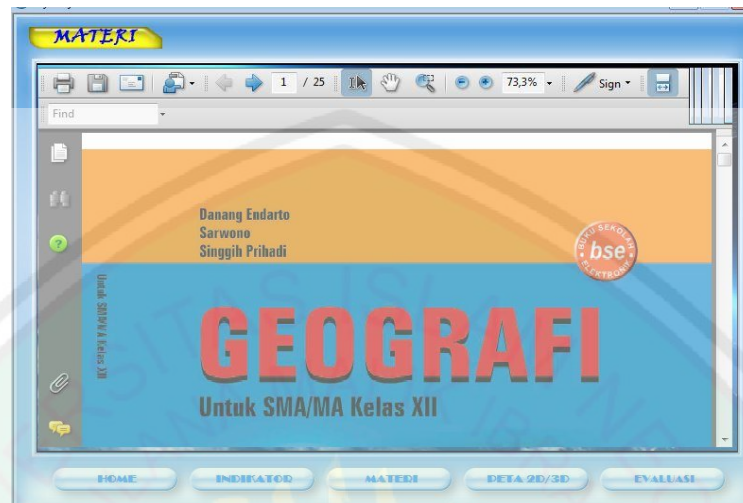 MATERI
1 / 25
73,3%
Sign
Find
Danang Endarto
Sarwono
Singgih Prihadi
BUKU SEKOLAH
bse
ELEKTRONIK
Untuk SMA/MA Kelas XII
GEOGRAFI
Untuk SMA/MA Kelas XII
HOME
INDIKATOR
MATERI
PETA 2D/3D
EVALUASI